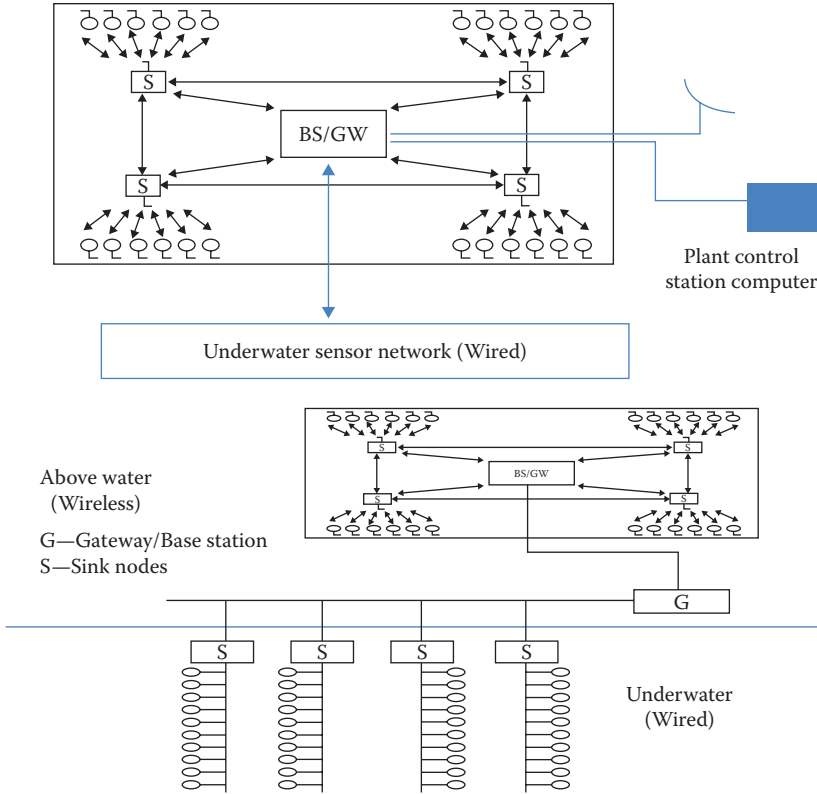 S
S
BS/GW
S
S
Plant control
station computer
Underwater sensor network (Wired)
S
S
BS/GW
S
S
Above water
(Wireless)
G—Gateway/Base station
S—Sink nodes
G
S
S
S
S
Underwater
(Wired)